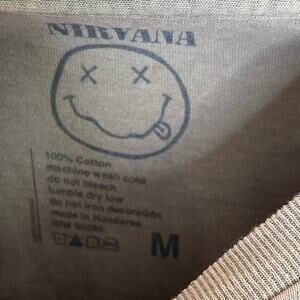 NIRVANA
100% Cotton
machine wash cold
do not bleach
tumble dry low
do not iron decoration
made in Honduras
RN#
M